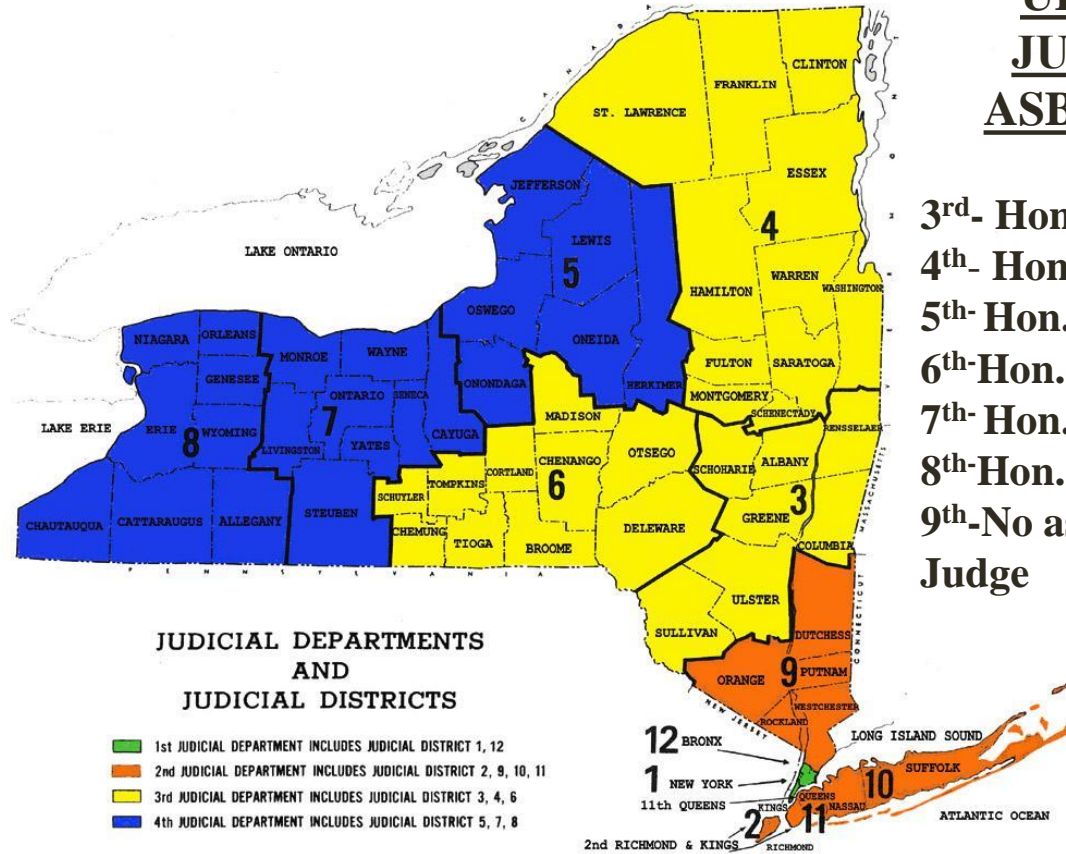 JU
ASB
CANADA
CLINTON
FRANKLIN
ST. LAWRENCE
ESSEX
JEFFERSON
3rd- Hon
4
LEWIS
LAKE ONTARIO
4th- Hon
5
WARREN
HAMILTON
WASHINGTON
OSWEGO
5th- Hon.
NIAGARA
ORLEANS
ONEIDA
MONROE
WAYNE
FULTON
SARATOGA
6th-Hon.
GENESEE
ONONDAGA
HERKIMER
ONTARIO
SENECA
MONTGOMERY
SCHENECTADY
MADISON
7th- Hon.
LAKE ERIE
ERIE
8
WYOMING
7
CAYUGA
RENSSELAER
LIVINGSTON
YATES
OTSEGO
ALBANY
CHENANGO
SCHOHARIE
8th-Hon.
TOMPKINS
CORTLAND
6
SCHUYLER
3
MASSACHUSETTS
STEUBEN
GREENE
CHAUTAUQUA
CATTARAUGUS
ALLEGANY
CHEMUNG
DELEWARE
9th-No as
TIOGA
BROOME
COLUMBIA
PENNSYLVANIA
Judge
ULSTER
SULLIVAN
DUTCHESS
CONNECTICUT
JUDICIAL DEPARTMENTS
AND
JUDICIAL DISTRICTS
ORANGE
9
PUTNAM
WESTCHESTER
NEW JERSEY
ROCKLAND
1st JUDICIAL DEPARTMENT INCLUDES JUDICIAL DISTRICT 1, 12
2nd JUDICIAL DEPARTMENT INCLUDES JUDICIAL DISTRICT 2, 9, 10, 11
3rd JUDICIAL DEPARTMENT INCLUDES JUDICIAL DISTRICT 3, 4, 6
4th JUDICIAL DEPARTMENT INCLUDES JUDICIAL DISTRICT 5, 7, 8
12 BRONX
LONG ISLAND SOUND
1 NEW YORK
SUFFOLK
10
11th QUEENS
QUEENS
NASSAU
KINGS
11
ATLANTIC OCEAN
2
2nd RICHMOND & KINGS
RICHMOND